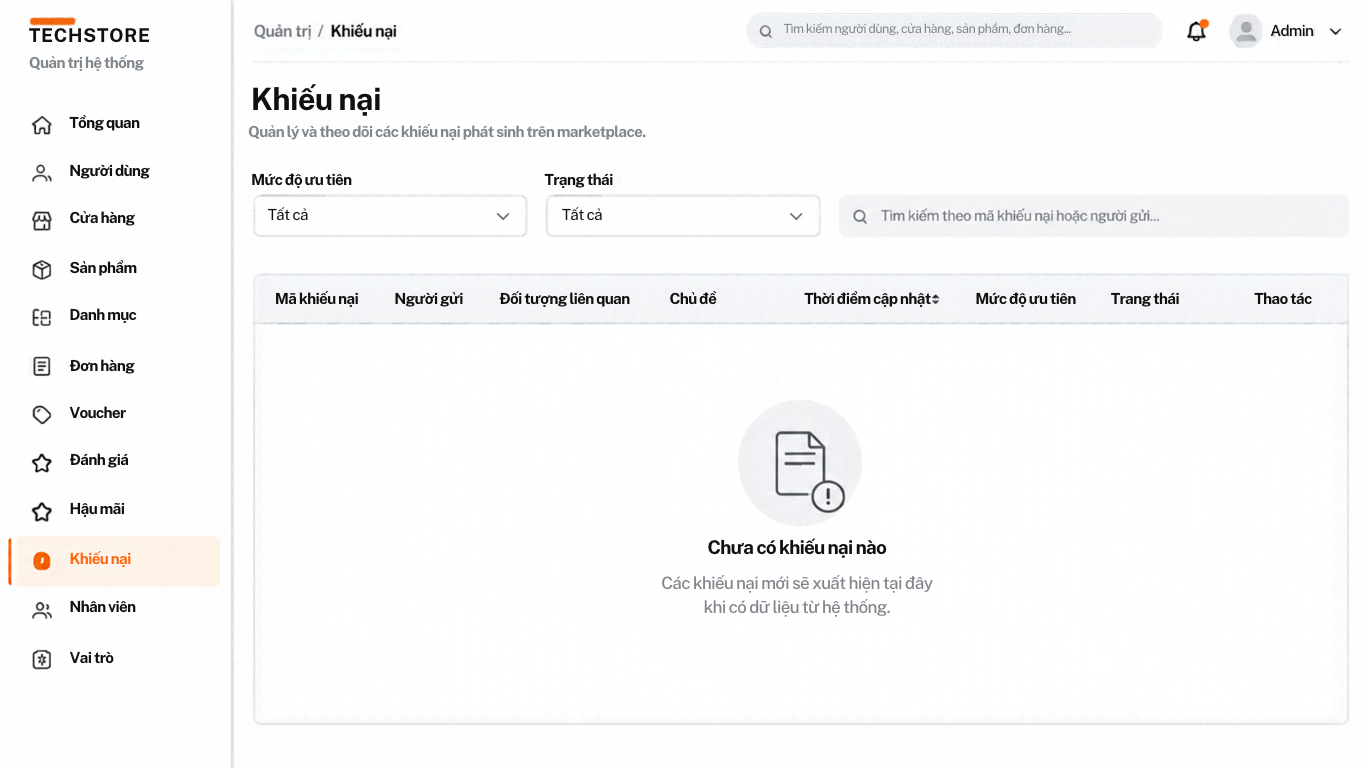 TECHSTORE
Quản trị hệ thống
Tổng quan
Người dùng
Cửa hàng
Sản phẩm
Danh mục
Đơn hàng
Voucher
Đánh giá
Hậu mãi
Khiếu nại
Nhân viên
Vai trò
Quản trị / Khiếu nại
Tìm kiếm người dùng, cửa hàng, sản phẩm, đơn hàng...
Admin
Khiếu nại
Quản lý và theo dõi các khiếu nại phát sinh trên marketplace.
Mức độ ưu tiên
Tất cả
Trạng thái
Tất cả
Tìm kiếm theo mã khiếu nại hoặc người gửi...
Mã khiếu nại Người gửi Đối tượng liên quan Chủ đề Thời điểm cập nhật Mức độ ưu tiên Trang thái Thao tác
Chưa có khiếu nại nào
Các khiếu nại mới sẽ xuất hiện tại đây
khi có dữ liệu từ hệ thống.